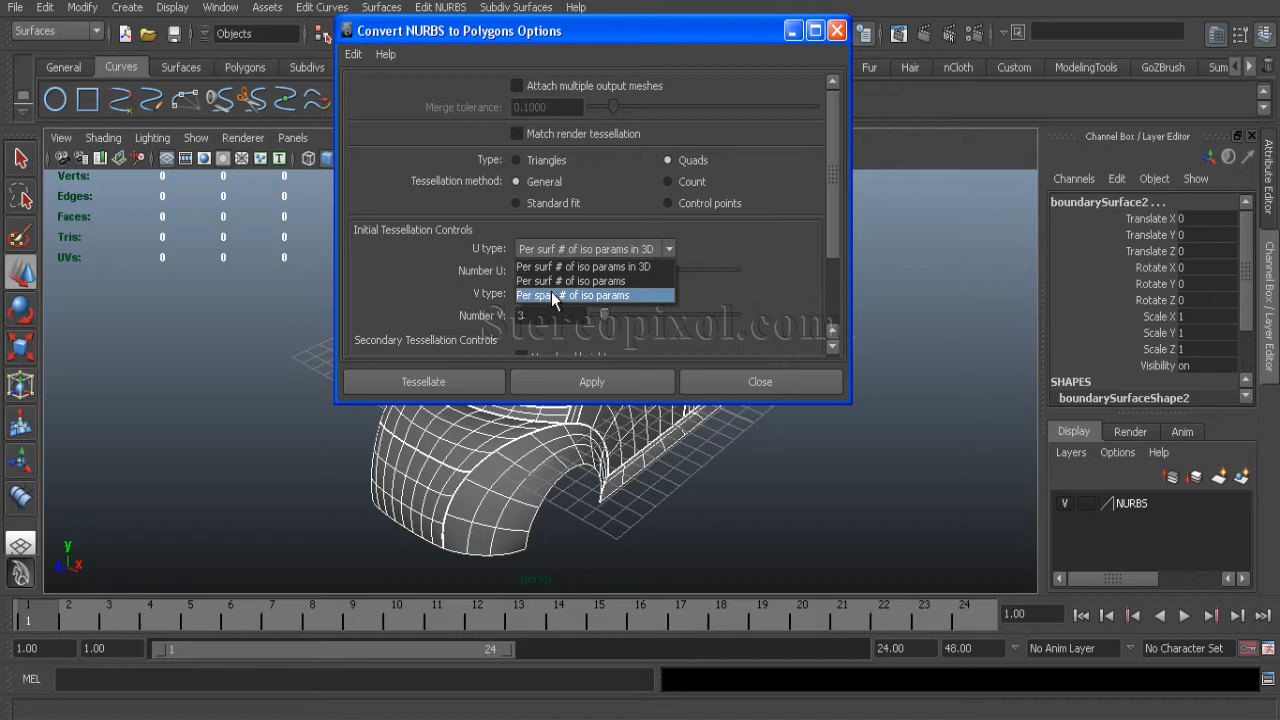 File Edit Modify Create Display Window Assets Edit Curves Surfaces Edit NURBS Subdiv Surfaces Help
Convert NURBS to Polygons Options
Surfaces Objects
Edit Help
General Curves Surfaces Polygons Subdivs Fur Hair nCloth Custom ModelingTools GoZBrush Sum
Attach multiple output meshes
Merge tolerance: 0.1000
Match render tessellation
Type: Triangles Quads
Tessellation method: General Count
Standard fit Control points
Initial Tessellation Controls
U type: Per surf # of iso params in 3D
Per surf # of iso params in 3D
Number U:
Per surf # of iso params
V type: Per span # of iso params
Number V: 3
Secondary Tessellation Controls
Tessellate Apply Close
Stereopixol.com
View Shading Lighting Show Renderer Panels
Verts: 0 0 0
Edges: 0 0 0
Faces: 0 0 0
Tris: 0 0 0
UVs: 0 0 0
y
z x
persp
Channel Box / Layer Editor
Channels Edit Object Show
boundarySurface2 ...
Translate X 0
Translate Y 0
Translate Z 0
Rotate X 0
Rotate Y 0
Rotate Z 0
Scale X 1
Scale Y 1
Scale Z 1
Visibility on
SHAPES
boundarySurfaceShape2
Display Render Anim
Layers Options Help
V NURBS
Attribute Editor
Channel Box / Layer Editor
1 2 3 4 5 6 7 8 9 10 11 12 13 14 15 16 17 18 19 20 21 22 23 24 1.00
1
1.00 1.00 1 24 24.00 48.00 No Anim Layer No Character Set
MEL